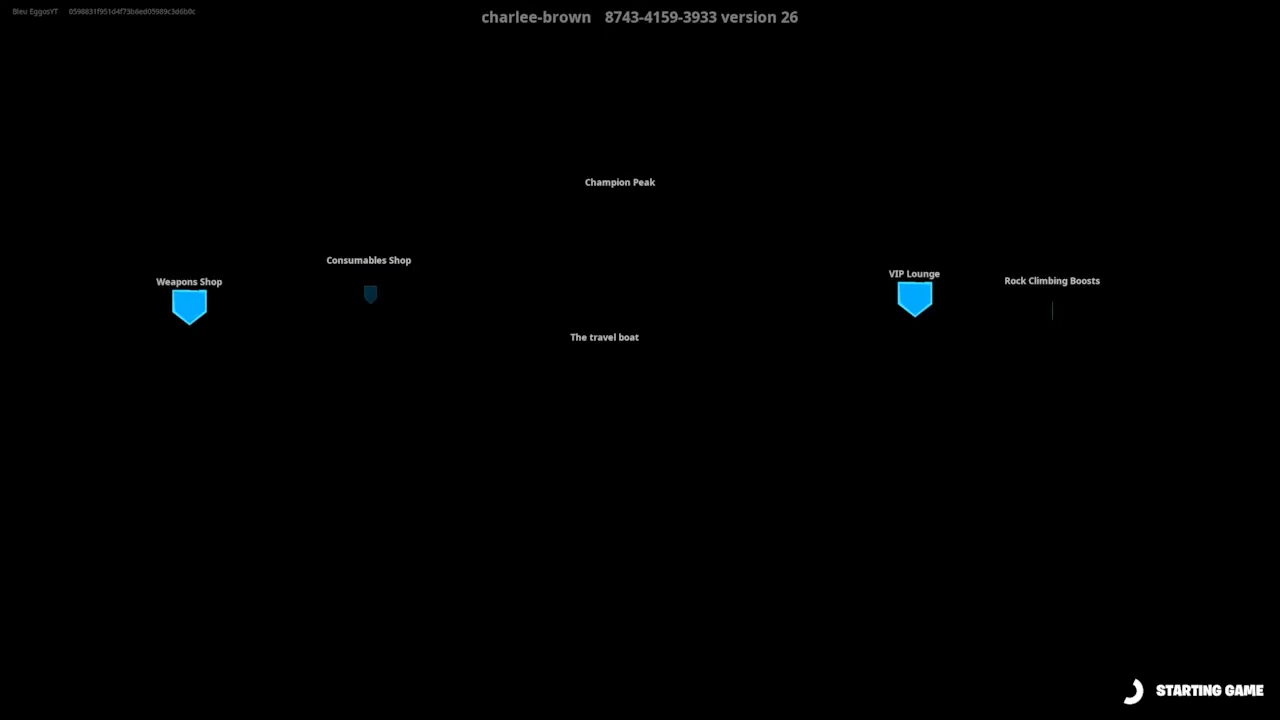 Bleu EggosYT
charlee-brown 8743-4159-3933 version 26
Champion Peak
Consumables Shop
VIP Lounge
Rock Climbing Boosts
Weapons Shop
The travel boat
STARTING GAME